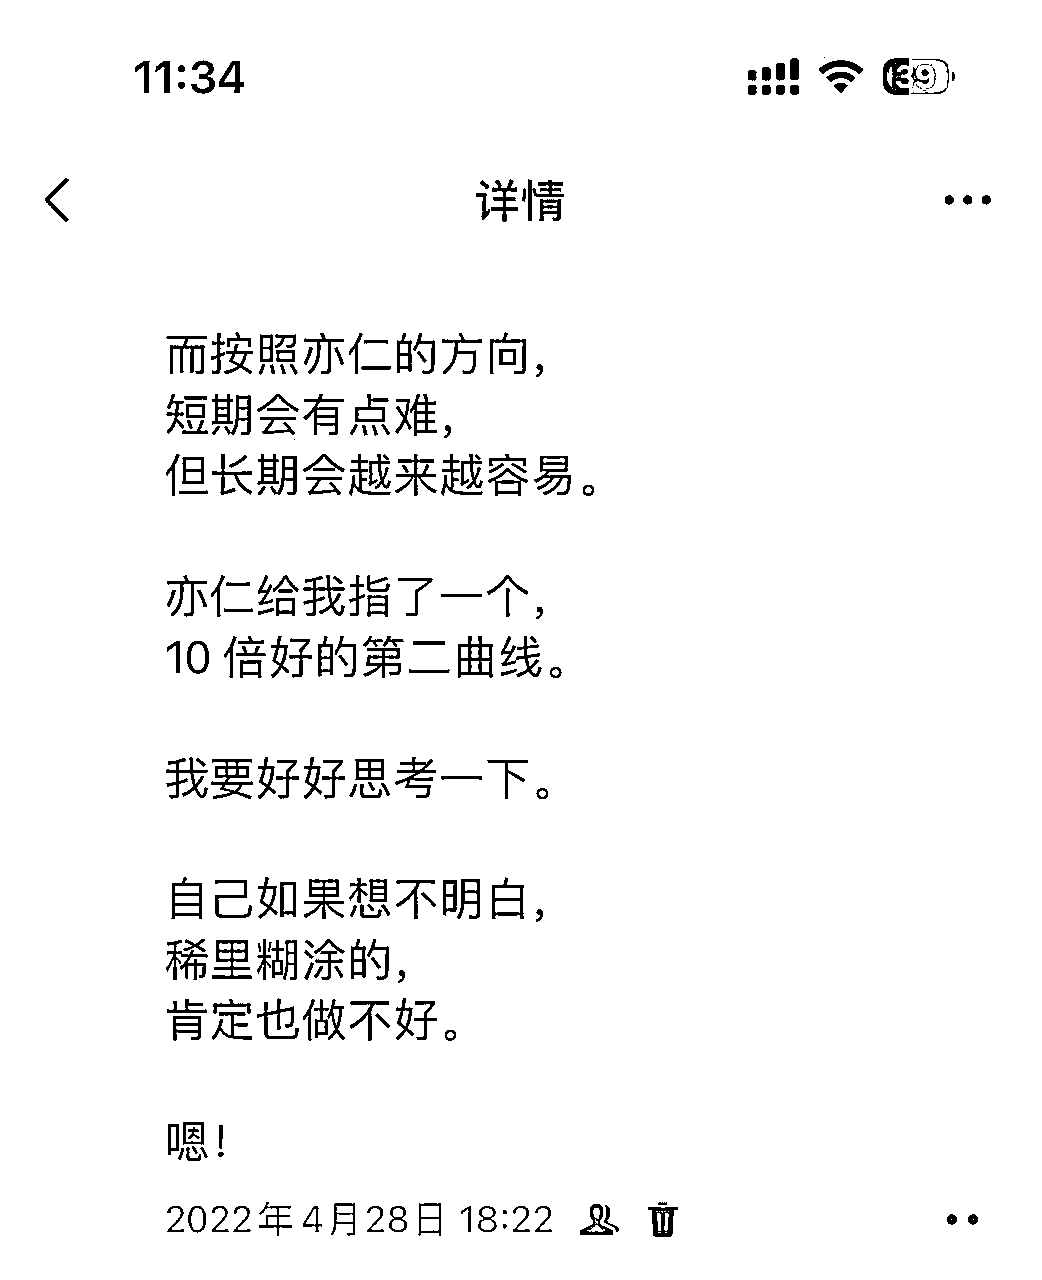 11:34
39
详情
而按照亦仁的方向，
短期会有点难，
但长期会越来越容易。
亦仁给我指了一个，
10 倍好的第二曲线。
我要好好思考一下。
自己如果想不明白，
稀里糊涂的，
肯定也做不好。
嗯！
2022年4月28日 18:22